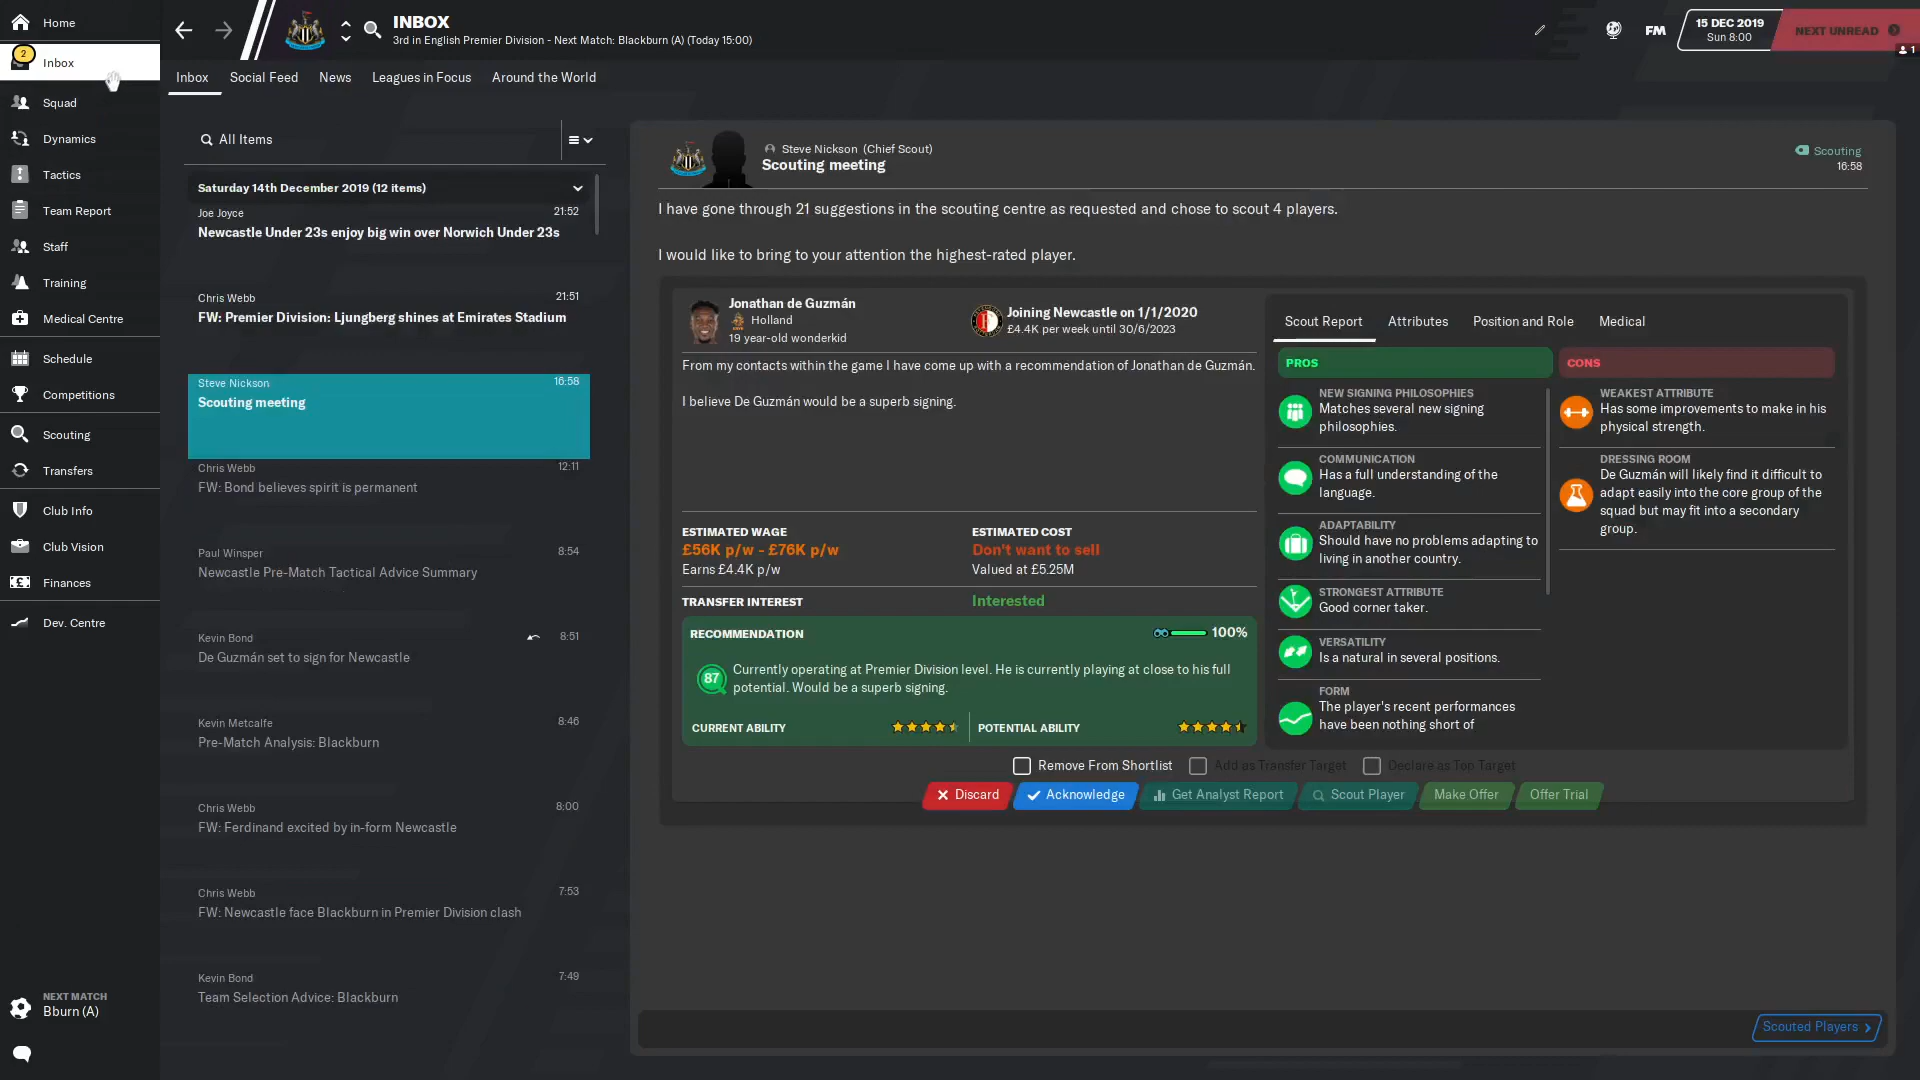 Home
2
Inbox
Squad
Dynamics
Tactics
Team Report
Staff
Training
Medical Centre
Schedule
Competitions
Scouting
Transfers
Club Info
Club Vision
Finances
Dev. Centre
NEXT MATCH
Bburn (A)
INBOX
3rd in English Premier Division - Next Match: Blackburn (A) (Today 15:00)
FM
15 DEC 2019
Sun 8:00
NEXT UNREAD
1
Inbox Social Feed News Leagues in Focus Around the World
All Items
Saturday 14th December 2019 (12 items)
Joe Joyce 21:52
Newcastle Under 23s enjoy big win over Norwich Under 23s
Chris Webb 21:51
FW: Premier Division: Ljungberg shines at Emirates Stadium
Steve Nickson 16:58
Scouting meeting
Chris Webb 12:11
FW: Bond believes spirit is permanent
Paul Winsper 8:54
Newcastle Pre-Match Tactical Advice Summary
Kevin Bond 8:51
De Guzmán set to sign for Newcastle
Kevin Metcalfe 8:46
Pre-Match Analysis: Blackburn
Chris Webb 8:00
FW: Ferdinand excited by in-form Newcastle
Chris Webb 7:53
FW: Newcastle face Blackburn in Premier Division clash
Kevin Bond 7:49
Team Selection Advice: Blackburn
Steve Nickson (Chief Scout)
Scouting meeting
Scouting
16:58
I have gone through 21 suggestions in the scouting centre as requested and chose to scout 4 players.
I would like to bring to your attention the highest-rated player.
Jonathan de Guzmán
Holland
19 year-old wonderkid
Joining Newcastle on 1/1/2020
£4.4K per week until 30/6/2023
From my contacts within the game I have come up with a recommendation of Jonathan de Guzmán.
I believe De Guzmán would be a superb signing.
ESTIMATED WAGE
£56K p/w - £76K p/w
Earns £4.4K p/w
ESTIMATED COST
Don't want to sell
Valued at £5.25M
TRANSFER INTEREST Interested
RECOMMENDATION 100%
87
Currently operating at Premier Division level. He is currently playing at close to his full
potential. Would be a superb signing.
CURRENT ABILITY POTENTIAL ABILITY
Scout Report Attributes Position and Role Medical
PROS
NEW SIGNING PHILOSOPHIES
Matches several new signing
philosophies.
COMMUNICATION
Has a full understanding of the
language.
ADAPTABILITY
Should have no problems adapting to
living in another country.
STRONGEST ATTRIBUTE
Good corner taker.
VERSATILITY
Is a natural in several positions.
FORM
The player's recent performances
have been nothing short of
CONS
WEAKEST ATTRIBUTE
Has some improvements to make in his
physical strength.
DRESSING ROOM
De Guzmán will likely find it difficult to
adapt easily into the core group of the
squad but may fit into a secondary
group.
Remove From Shortlist Add as Transfer Target Declare as Top Target
Discard Acknowledge Get Analyst Report Scout Player Make Offer Offer Trial
Scouted Players